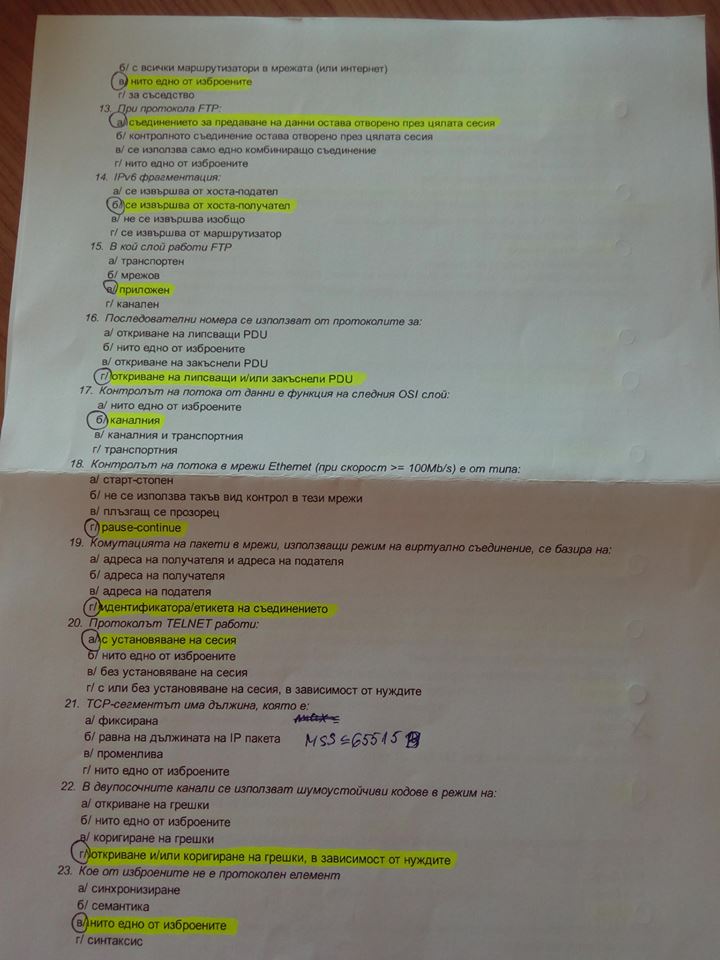 б/ с всички маршрутизатори в мрежата (или интернет)
в/ нито едно от изброените
г/ за съседство
13. При протокола FTP:
а/ съединението за предаване на данни остава отворено през цялата сесия
б/ контролното съединение остава отворено през цялата сесия
в/ се използва само едно комбиниращо съединение
г/ нито едно от изброените
14. IPv6 фрагментация:
а/ се извършва от хоста-подател
б/ се извършва от хоста-получател
в/ не се извършва изобщо
г/ се извършва от маршрутизатор
15. В кой слой работи FTP
а/ транспортен
б/ мрежов
в/ приложен
г/ канален
16. Последователни номера се използват от протоколите за:
а/ откриване на липсващи PDU
б/ нито едно от изброените
в/ откриване на закъснели PDU
г/ откриване на липсващи и/или закъснели PDU
17. Контролът на потока от данни е функция на следния OSI слой:
а/ нито едно от изброените
б/ каналния
в/ каналния и транспортния
г/ транспортния
18. Контролът на потока в мрежи Ethernet (при скорост >= 100Mb/s) е от типа:
а/ старт-стопен
б/ не се използва такъв вид контрол в тези мрежи
в/ плъзгащ се прозорец
г/ pause-continue
19. Комутацията на пакети в мрежи, използващи режим на виртуално съединение, се базира на:
а/ адреса на получателя и адреса на подателя
б/ адреса на получателя
в/ адреса на подателя
г/ идентификатора/етикета на съединението
20. Протоколът TELNET работи:
а/ с установяване на сесия
б/ нито едно от изброените
в/ без установяване на сесия
г/ с или без установяване на сесия, в зависимост от нуждите
21. TCP-сегментът има дължина, която е:
а/ фиксирана
б/ равна на дължината на IP пакета MSS ≤ 65515 B
в/ променлива
г/ нито едно от изброените
22. В двупосочните канали се използват шумоустойчиви кодове в режим на:
а/ откриване на грешки
б/ нито едно от изброените
в/ коригиране на грешки
г/ откриване и/или коригиране на грешки, в зависимост от нуждите
23. Кое от изброените не е протоколен елемент
а/ синхронизиране
б/ семантика
в/ нито едно от изброените
г/ синтаксис